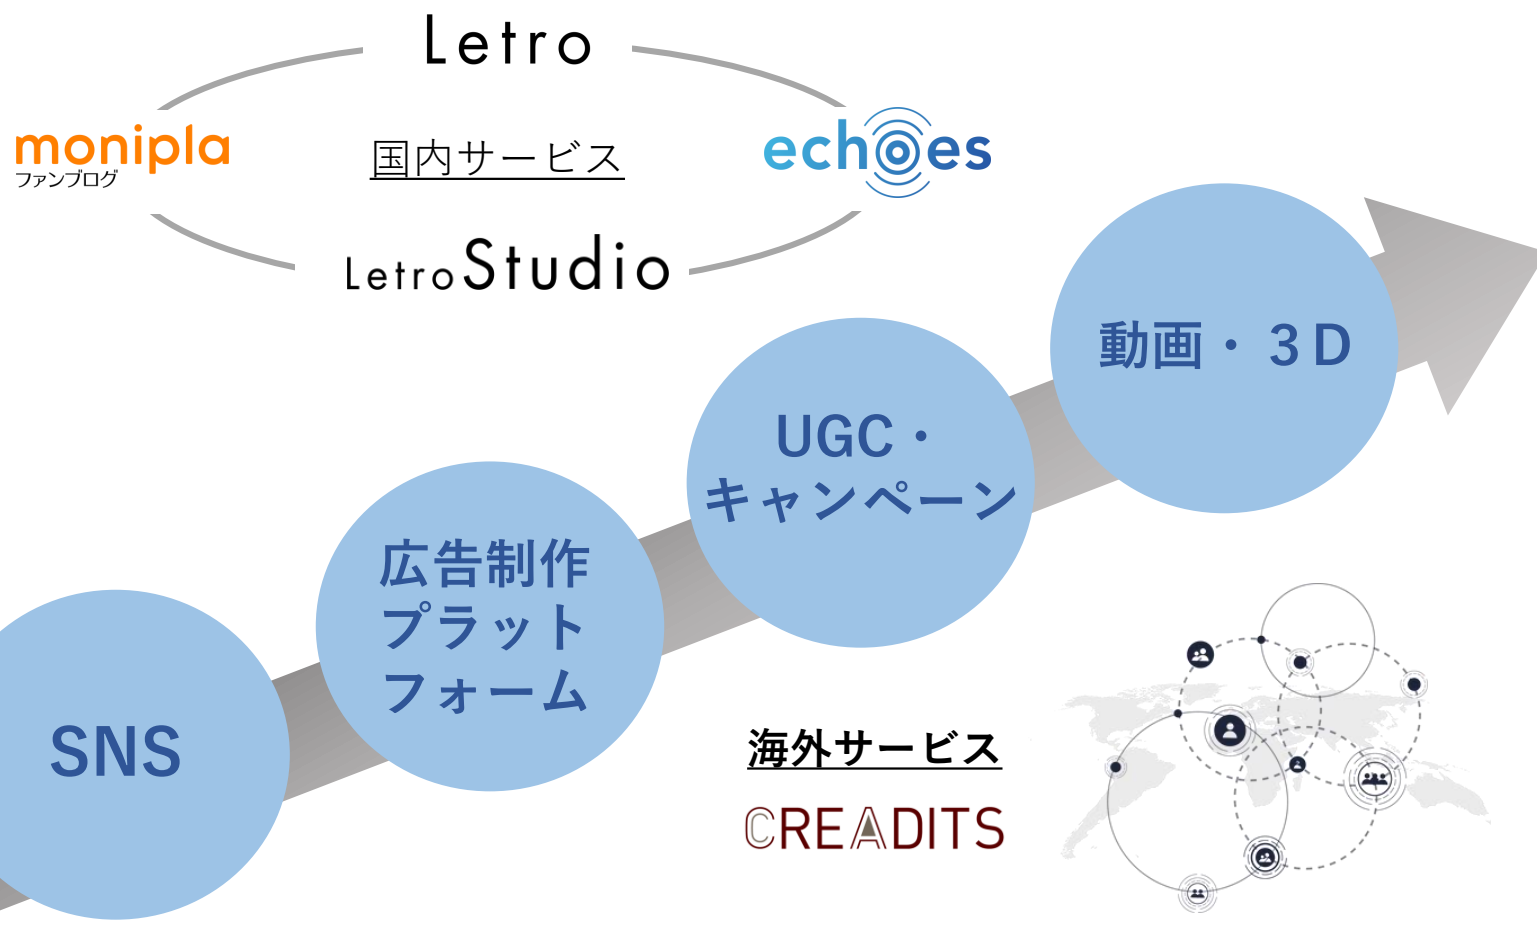 Letro
monipla
ファンブログ
国内サービス
echoes
LetroStudio
動画・３D
UGC・
キャンペーン
広告制作
プラット
フォーム
SNS
海外サービス
CREADITS